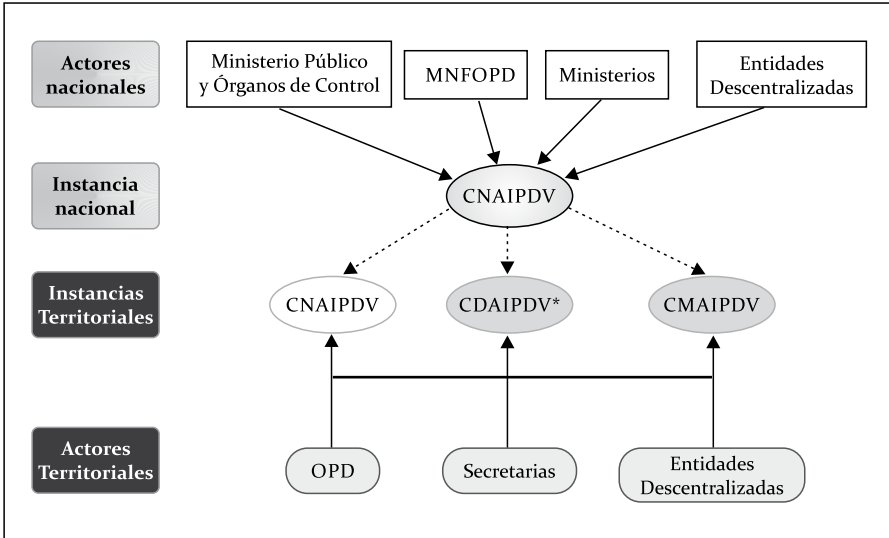 Actores
nacionales
Ministerio Público
y Órganos de Control
MNFOPD
Ministerios
Entidades
Descentralizadas
Instancia
nacional
CNAIPDV
Instancias
Territoriales
CNAIPDV
CDAIPDV*
CMAIPDV
Actores
Territoriales
OPD
Secretarias
Entidades
Descentralizadas